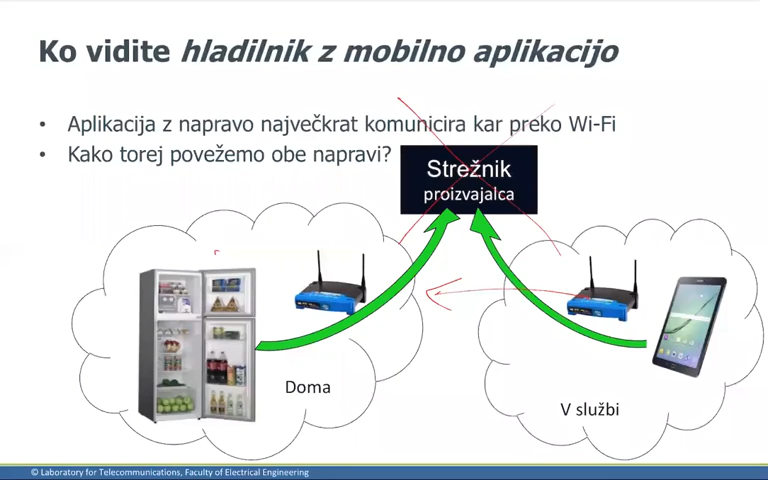 Ko vidite hladilnik z mobilno aplikacijo
• Aplikacija z napravo največkrat komunicira kar preko Wi-Fi
• Kako torej povežemo obe napravi?
Strežnik
proizvajalca
Doma
V službi
© Laboratory for Telecommunications, Faculty of Electrical Engineering